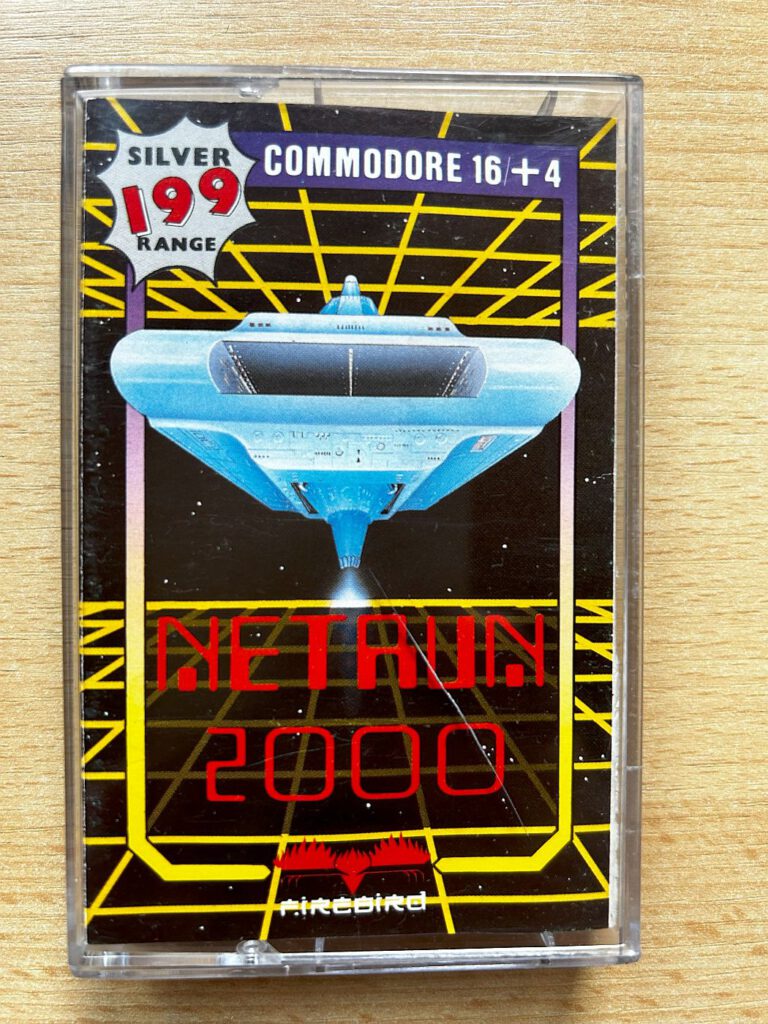 SILVER
199
RANGE
COMMODORE 16/+4
NETRUN
2000
FIREBIRD